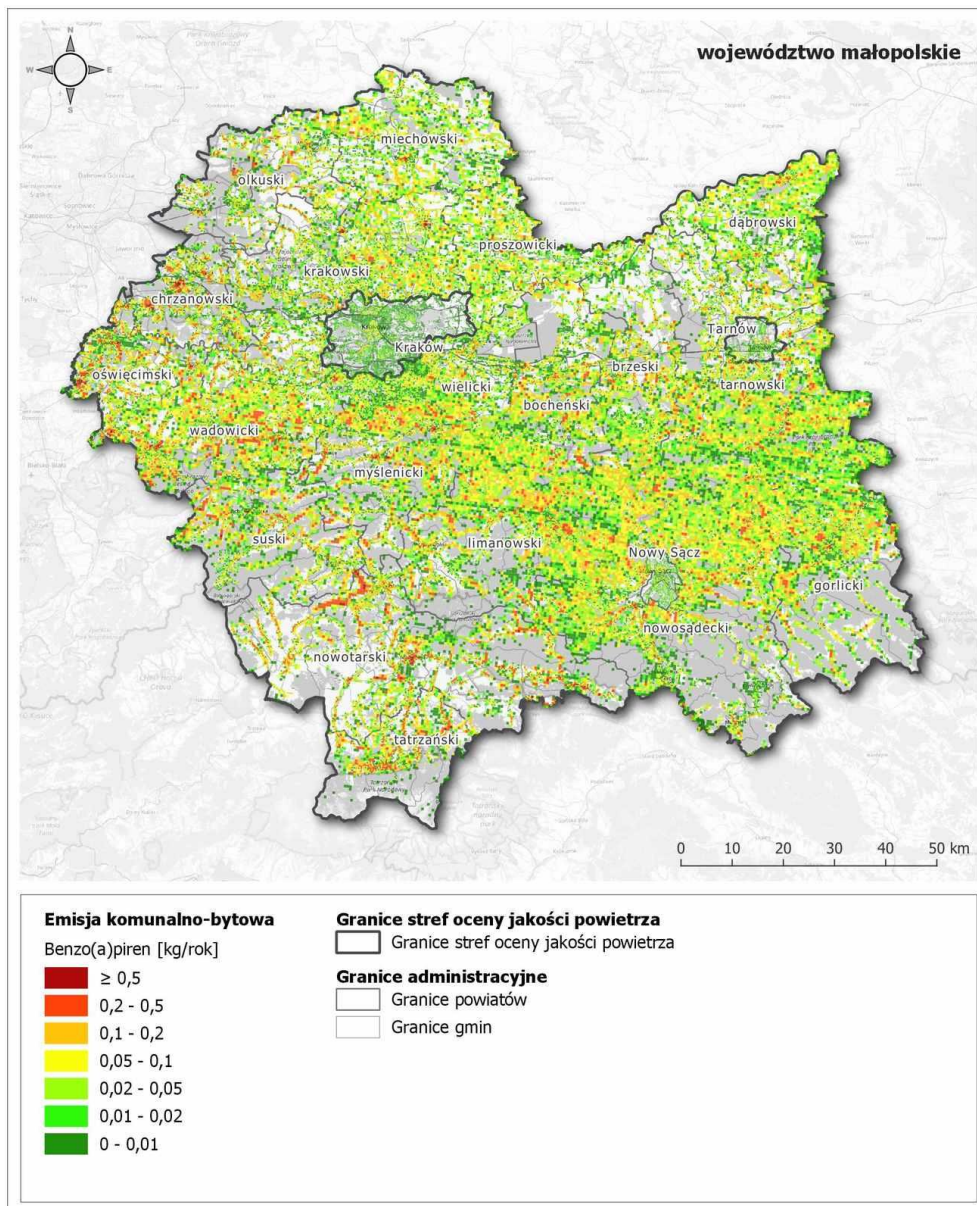 województwo małopolskie
N
W
E
S
miechowski
olkuski
dąbrowski
proszowicki
krakowski
chrzanowski
Tarnów
Kraków
brzeski
oświęcimski
wielicki
tarnowski
bocheński
wadowicki
myślenicki
suski
limanowski
Nowy Sącz
gorlicki
nowosądecki
nowotarski
tatrzański
0 10 20 30 40 50 km
Emisja komunalno-bytowa
Benzo(a)piren [kg/rok]
≥ 0,5
0,2 - 0,5
0,1 - 0,2
0,05 - 0,1
0,02 - 0,05
0,01 - 0,02
0 - 0,01
Granice stref oceny jakości powietrza
Granice stref oceny jakości powietrza
Granice administracyjne
Granice powiatów
Granice gmin